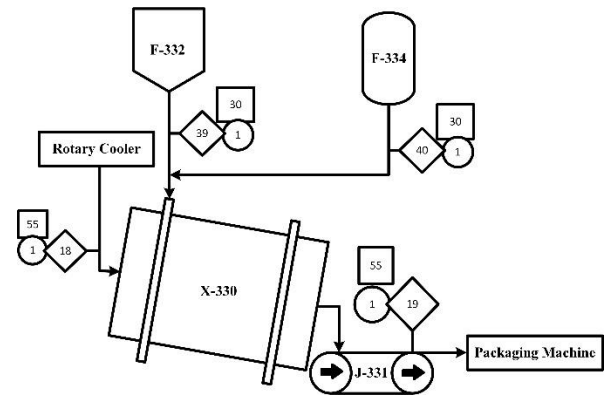 F-332
F-334
30
39
1
30
40
1
Rotary Cooler
55
1
18
X-330
55
1
19
J-331
Packaging Machine